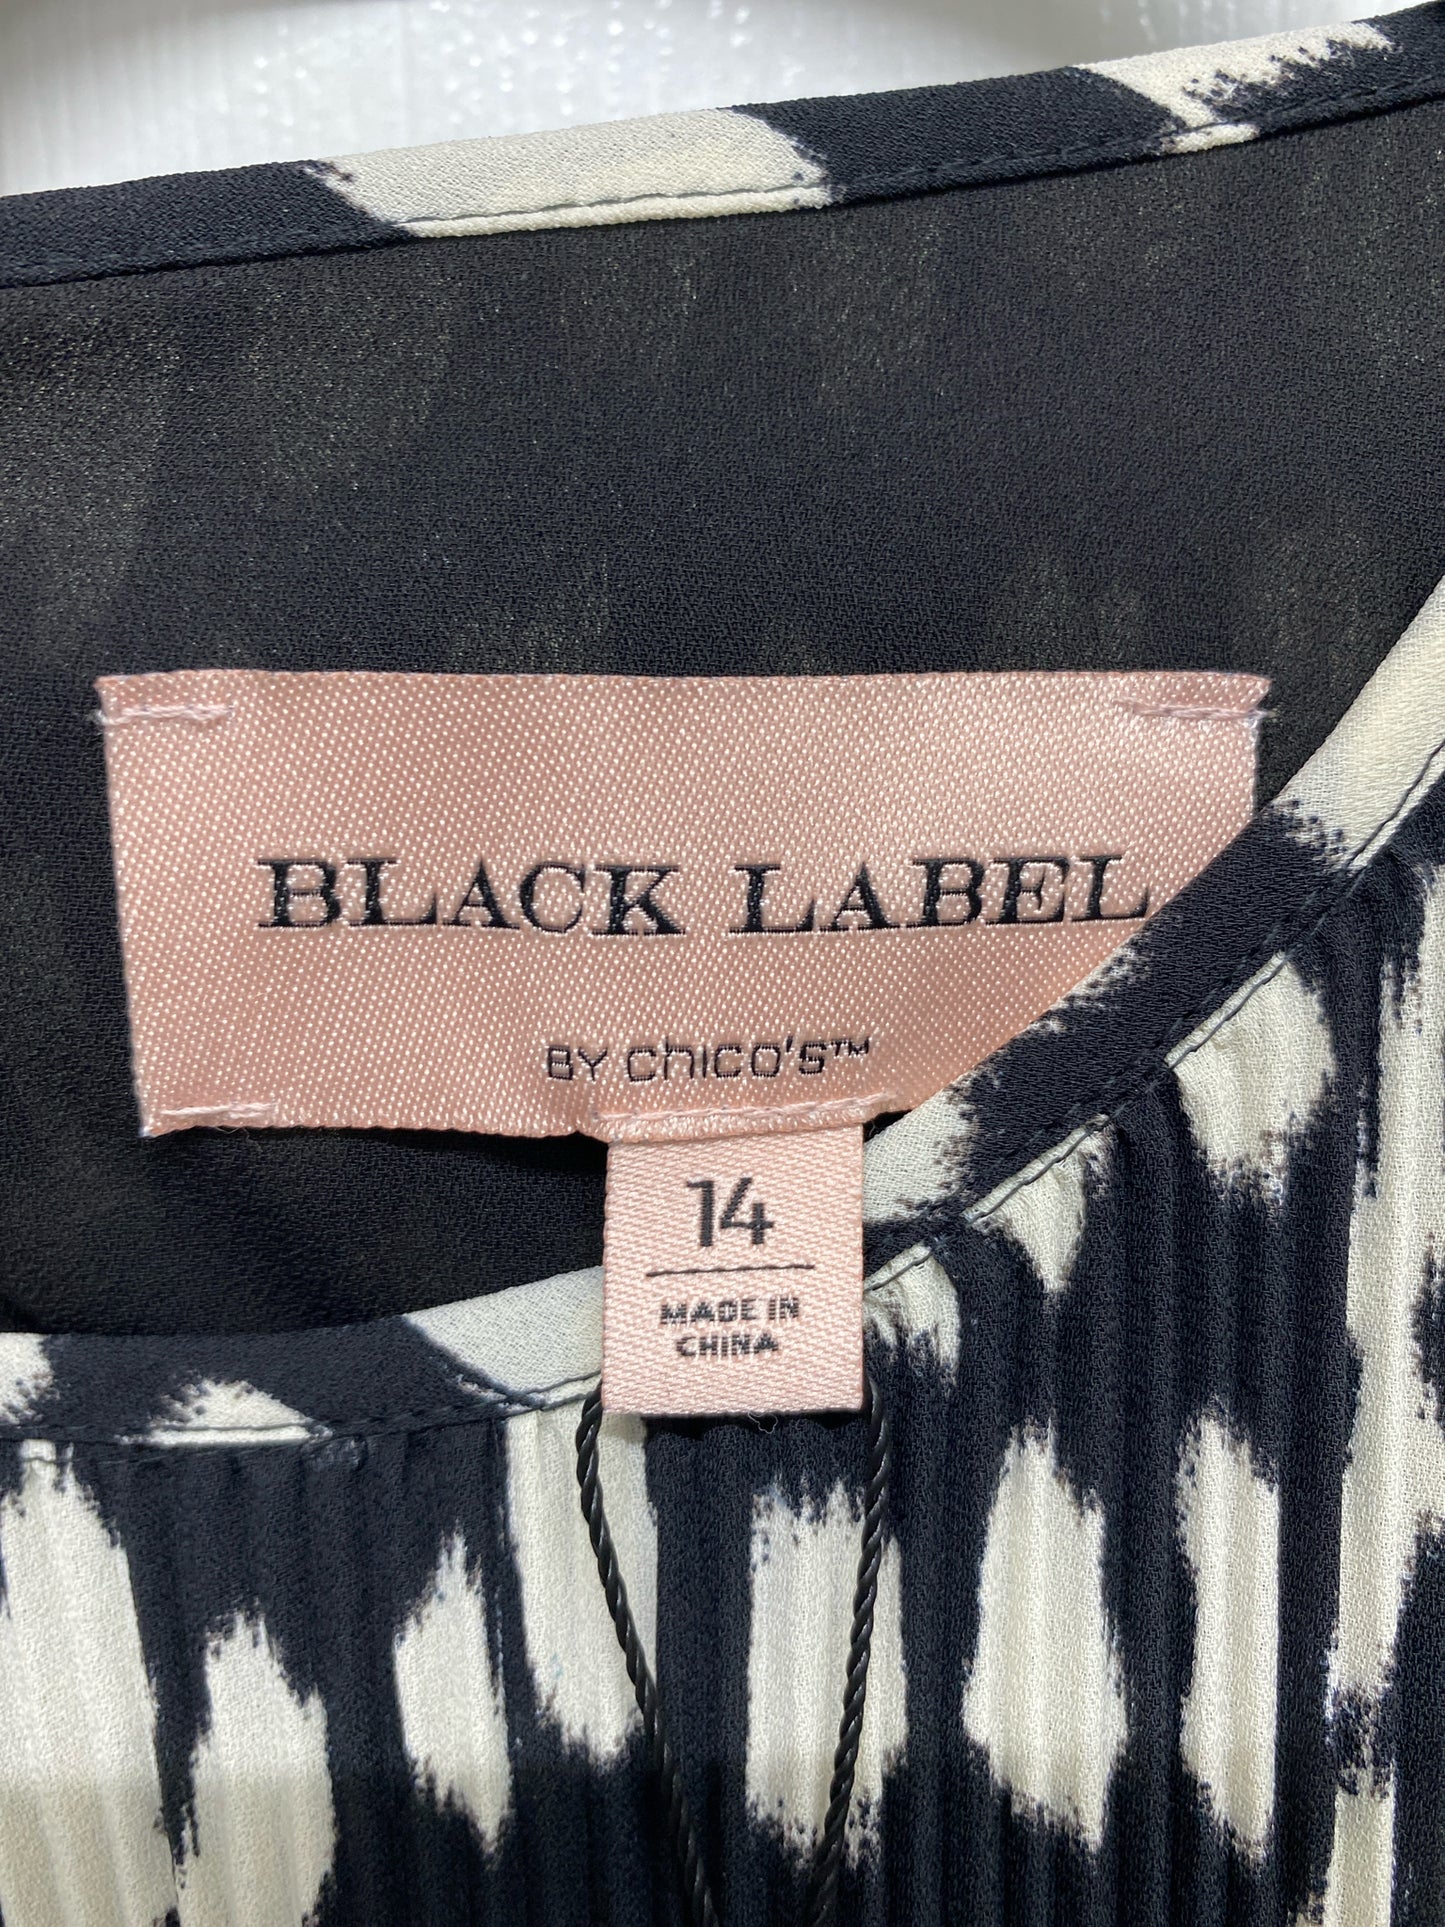 BLACK LABEL
BY chico's™
14
MADE IN
CHINA